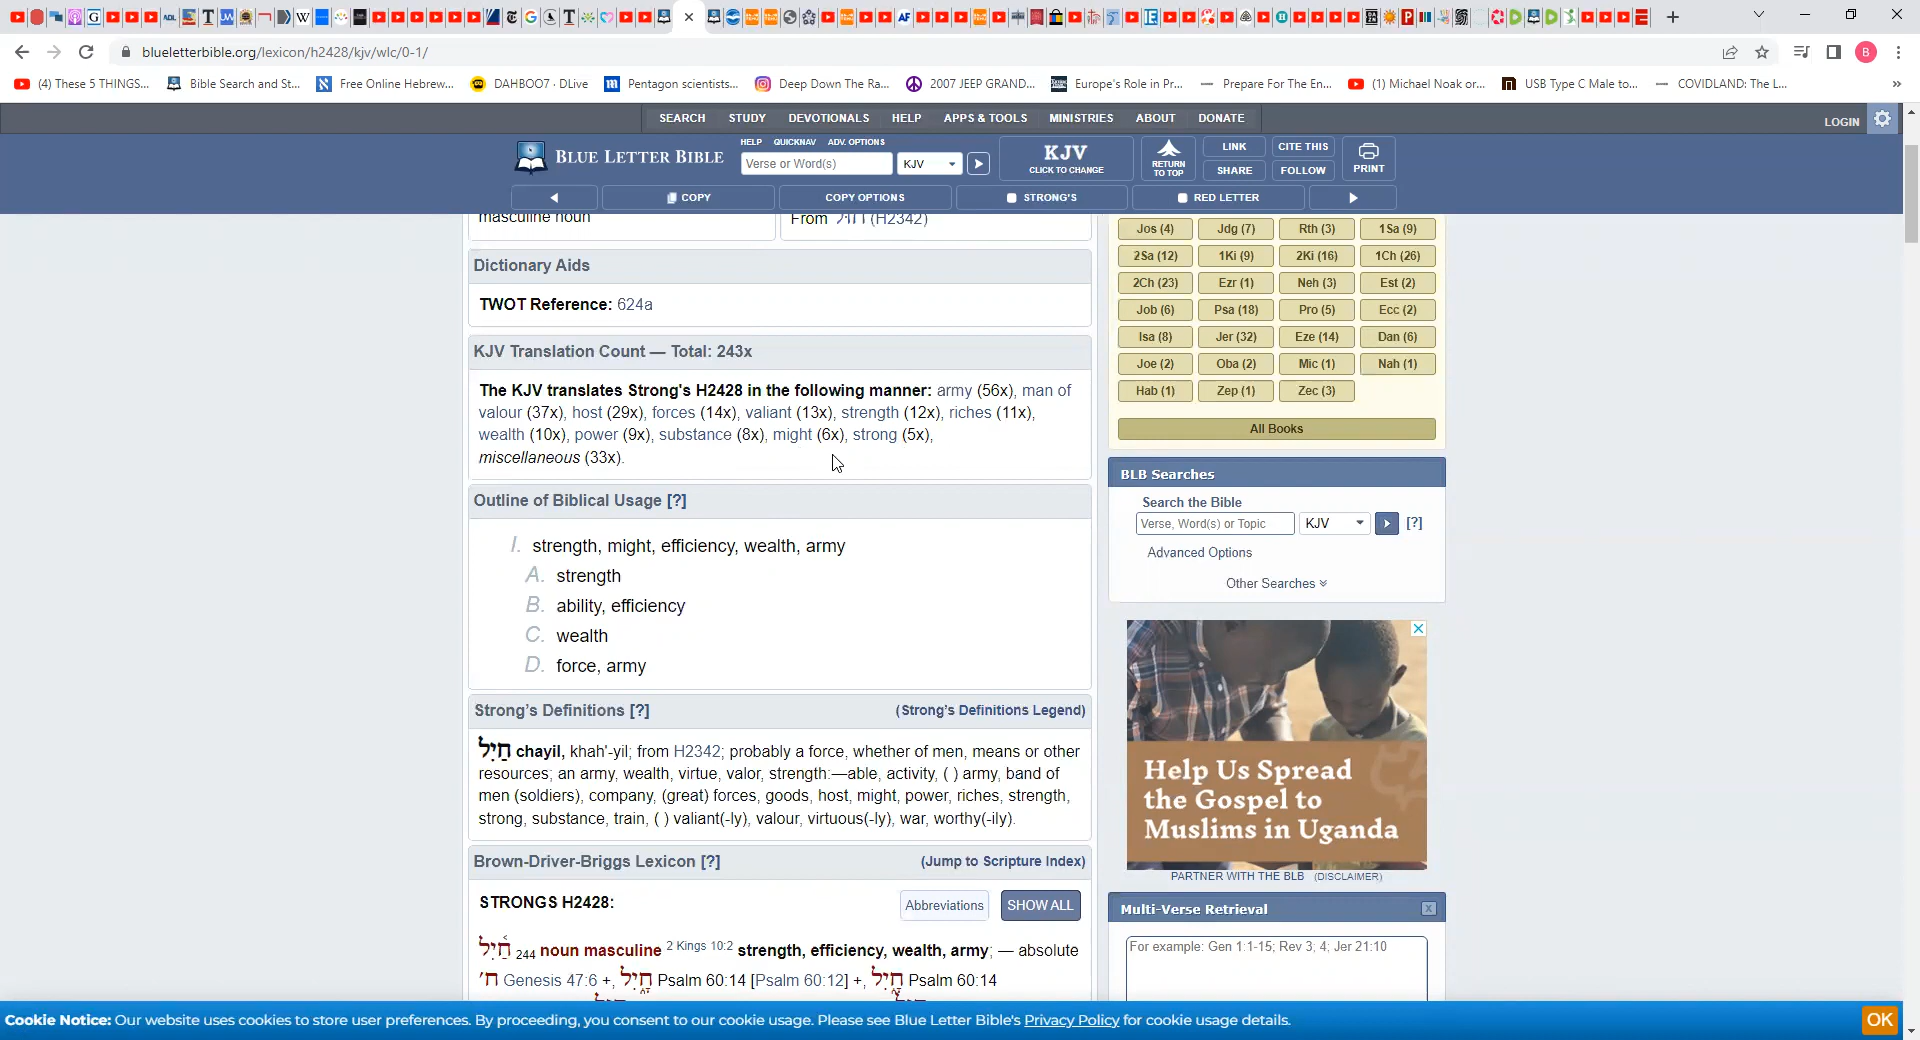 blueletterbible.org/lexicon/h2428/kjv/wlc/0-1/
B
(4) These 5 THINGS... Bible Search and St... Free Online Hebrew... DAHBOO7 · DLive Pentagon scientists... Deep Down The Ra... 2007 JEEP GRAND... Europe's Role in Pr... Prepare For The En... (1) Michael Noak or... USB Type C Male to... COVIDLAND: The L... »
SEARCH STUDY DEVOTIONALS HELP APPS & TOOLS MINISTRIES ABOUT DONATE LOGIN
BLUE LETTER BIBLE
HELP QUICKNAV ADV. OPTIONS
Verse or Word(s) KJV
KJV
CLICK TO CHANGE
RETURN
TO TOP
LINK CITE THIS
SHARE FOLLOW
PRINT
COPY COPY OPTIONS STRONG'S RED LETTER
masculine noun
From חוּל (H2342)
Dictionary Aids
TWOT Reference: 624a
KJV Translation Count — Total: 243x
The KJV translates Strong's H2428 in the following manner: army (56x), man of
valour (37x), host (29x), forces (14x), valiant (13x), strength (12x), riches (11x),
wealth (10x), power (9x), substance (8x), might (6x), strong (5x),
miscellaneous (33x).
Outline of Biblical Usage [?]
I. strength, might, efficiency, wealth, army
A. strength
B. ability, efficiency
C. wealth
D. force, army
Strong's Definitions [?] (Strong's Definitions Legend)
חַיִל chayil, khah'-yil; from H2342; probably a force, whether of men, means or other
resources; an army, wealth, virtue, valor, strength:—able, activity, ( ) army, band of
men (soldiers), company, (great) forces, goods, host, might, power, riches, strength,
strong, substance, train, ( ) valiant(-ly), valour, virtuous(-ly), war, worthy(-ily).
Brown-Driver-Briggs Lexicon [?] (Jump to Scripture Index)
STRONGS H2428:
Abbreviations SHOW ALL
חַ֫יִל 244 noun masculine 2 Kings 10:2 strength, efficiency, wealth, army; — absolute
ח׳ Genesis 47:6 +, חָ֑יִל Psalm 60:14 [Psalm 60:12] +, חָ֑יִל Psalm 60:14
Jos (4) Jdg (7) Rth (3) 1Sa (9)
2Sa (12) 1Ki (9) 2Ki (16) 1Ch (26)
2Ch (23) Ezr (1) Neh (3) Est (2)
Job (6) Psa (18) Pro (5) Ecc (2)
Isa (8) Jer (32) Eze (14) Dan (6)
Joe (2) Oba (2) Mic (1) Nah (1)
Hab (1) Zep (1) Zec (3)
All Books
BLB Searches
Search the Bible
Verse, Word(s) or Topic KJV [?]
Advanced Options
Other Searches
Help Us Spread
the Gospel to
Muslims in Uganda
PARTNER WITH THE BLB (DISCLAIMER)
Multi-Verse Retrieval x
For example: Gen 1:1-15; Rev 3; 4; Jer 21:10
Cookie Notice: Our website uses cookies to store user preferences. By proceeding, you consent to our cookie usage. Please see Blue Letter Bible's Privacy Policy for cookie usage details. OK